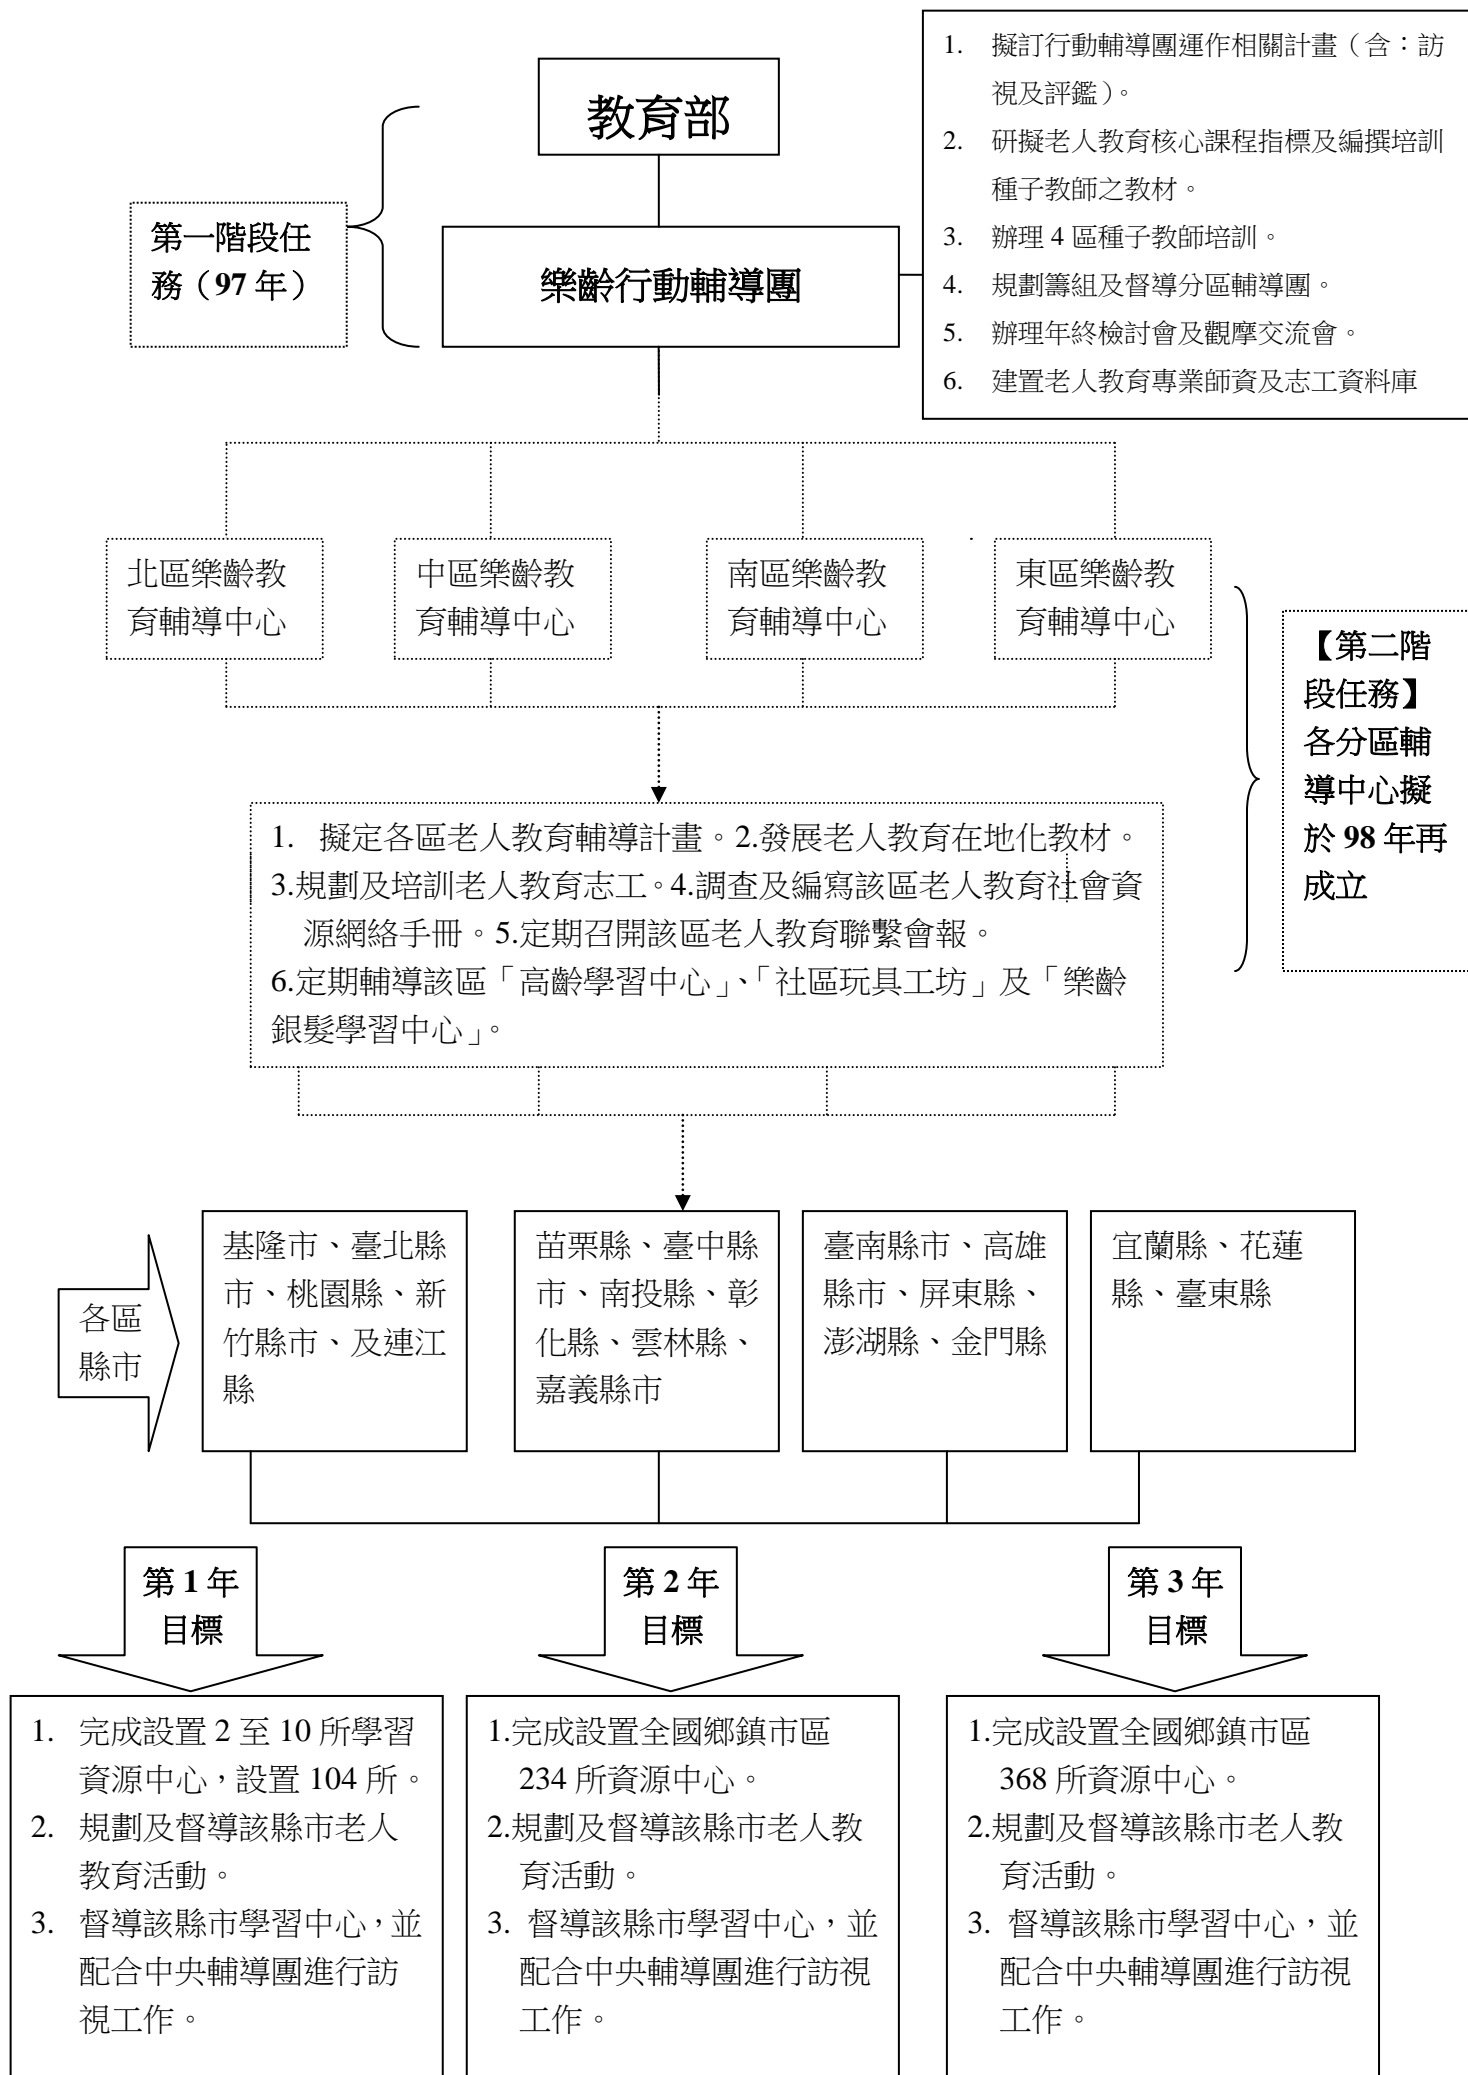 教育部
第一階段任
務（97 年）
樂齡行動輔導團
1. 擬訂行動輔導團運作相關計畫（含：訪
視及評鑑）。
2. 研擬老人教育核心課程指標及編撰培訓
種子教師之教材。
3. 辦理 4 區種子教師培訓。
4. 規劃籌組及督導分區輔導團。
5. 辦理年終檢討會及觀摩交流會。
6. 建置老人教育專業師資及志工資料庫
北區樂齡教
育輔導中心
中區樂齡教
育輔導中心
南區樂齡教
育輔導中心
東區樂齡教
育輔導中心
【第二階
段任務】
各分區輔
導中心擬
於 98 年再
成立
1. 擬定各區老人教育輔導計畫。2.發展老人教育在地化教材。
3.規劃及培訓老人教育志工。4.調查及編寫該區老人教育社會資
源網絡手冊。5.定期召開該區老人教育聯繫會報。
6.定期輔導該區「高齡學習中心」、「社區玩具工坊」及「樂齡
銀髮學習中心」。
各區
縣市
基隆市、臺北縣
市、桃園縣、新
竹縣市、及連江
縣
苗栗縣、臺中縣
市、南投縣、彰
化縣、雲林縣、
嘉義縣市
臺南縣市、高雄
縣市、屏東縣、
澎湖縣、金門縣
宜蘭縣、花蓮
縣、臺東縣
第 1 年
目標
第 2 年
目標
第 3 年
目標
1. 完成設置 2 至 10 所學習
資源中心，設置 104 所。
2. 規劃及督導該縣市老人
教育活動。
3. 督導該縣市學習中心，並
配合中央輔導團進行訪
視工作。
1.完成設置全國鄉鎮市區
234 所資源中心。
2.規劃及督導該縣市老人教
育活動。
3. 督導該縣市學習中心，並
配合中央輔導團進行訪視
工作。
1.完成設置全國鄉鎮市區
368 所資源中心。
2.規劃及督導該縣市老人教
育活動。
3. 督導該縣市學習中心，並
配合中央輔導團進行訪視
工作。